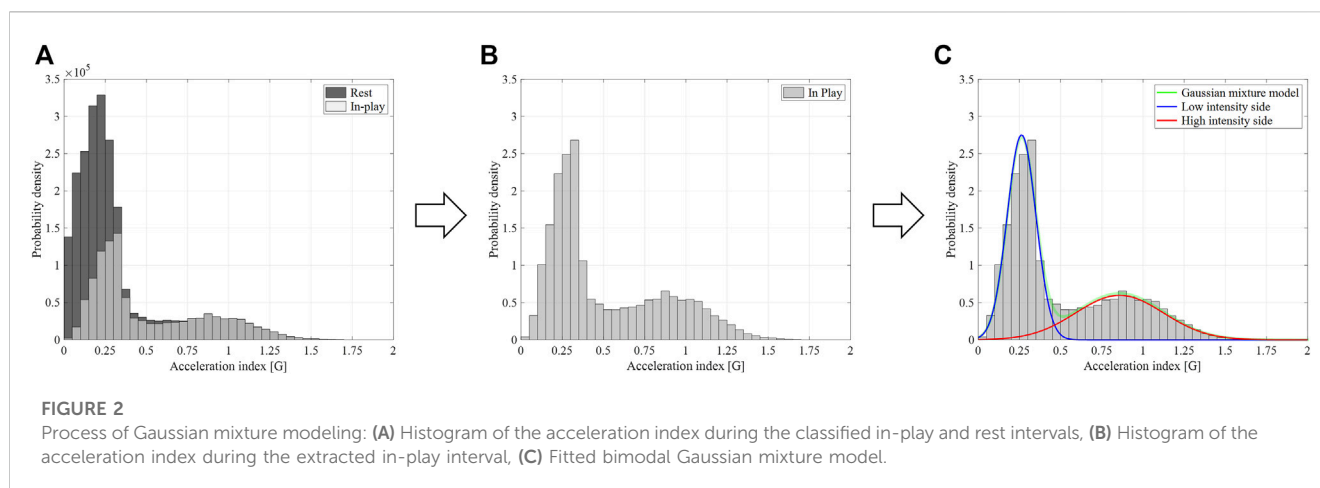 A
×10⁵
3.5
3
2.5
2
1.5
1
0.5
0
Probability density
Rest
In-play
0 0.25 0.5 0.75 1 1.25 1.5 1.75 2
Acceleration index [G]
B
3.5
3
2.5
2
1.5
1
0.5
0
Probability density
In Play
0 0.25 0.5 0.75 1 1.25 1.5 1.75 2
Acceleration index [G]
C
3.5
3
2.5
2
1.5
1
0.5
0
Probability density
Gaussian mixture model
Low intensity side
High intensity side
0 0.25 0.5 0.75 1 1.25 1.5 1.75 2
Acceleration index [G]
FIGURE 2
Process of Gaussian mixture modeling: (A) Histogram of the acceleration index during the classified in-play and rest intervals, (B) Histogram of the
acceleration index during the extracted in-play interval, (C) Fitted bimodal Gaussian mixture model.